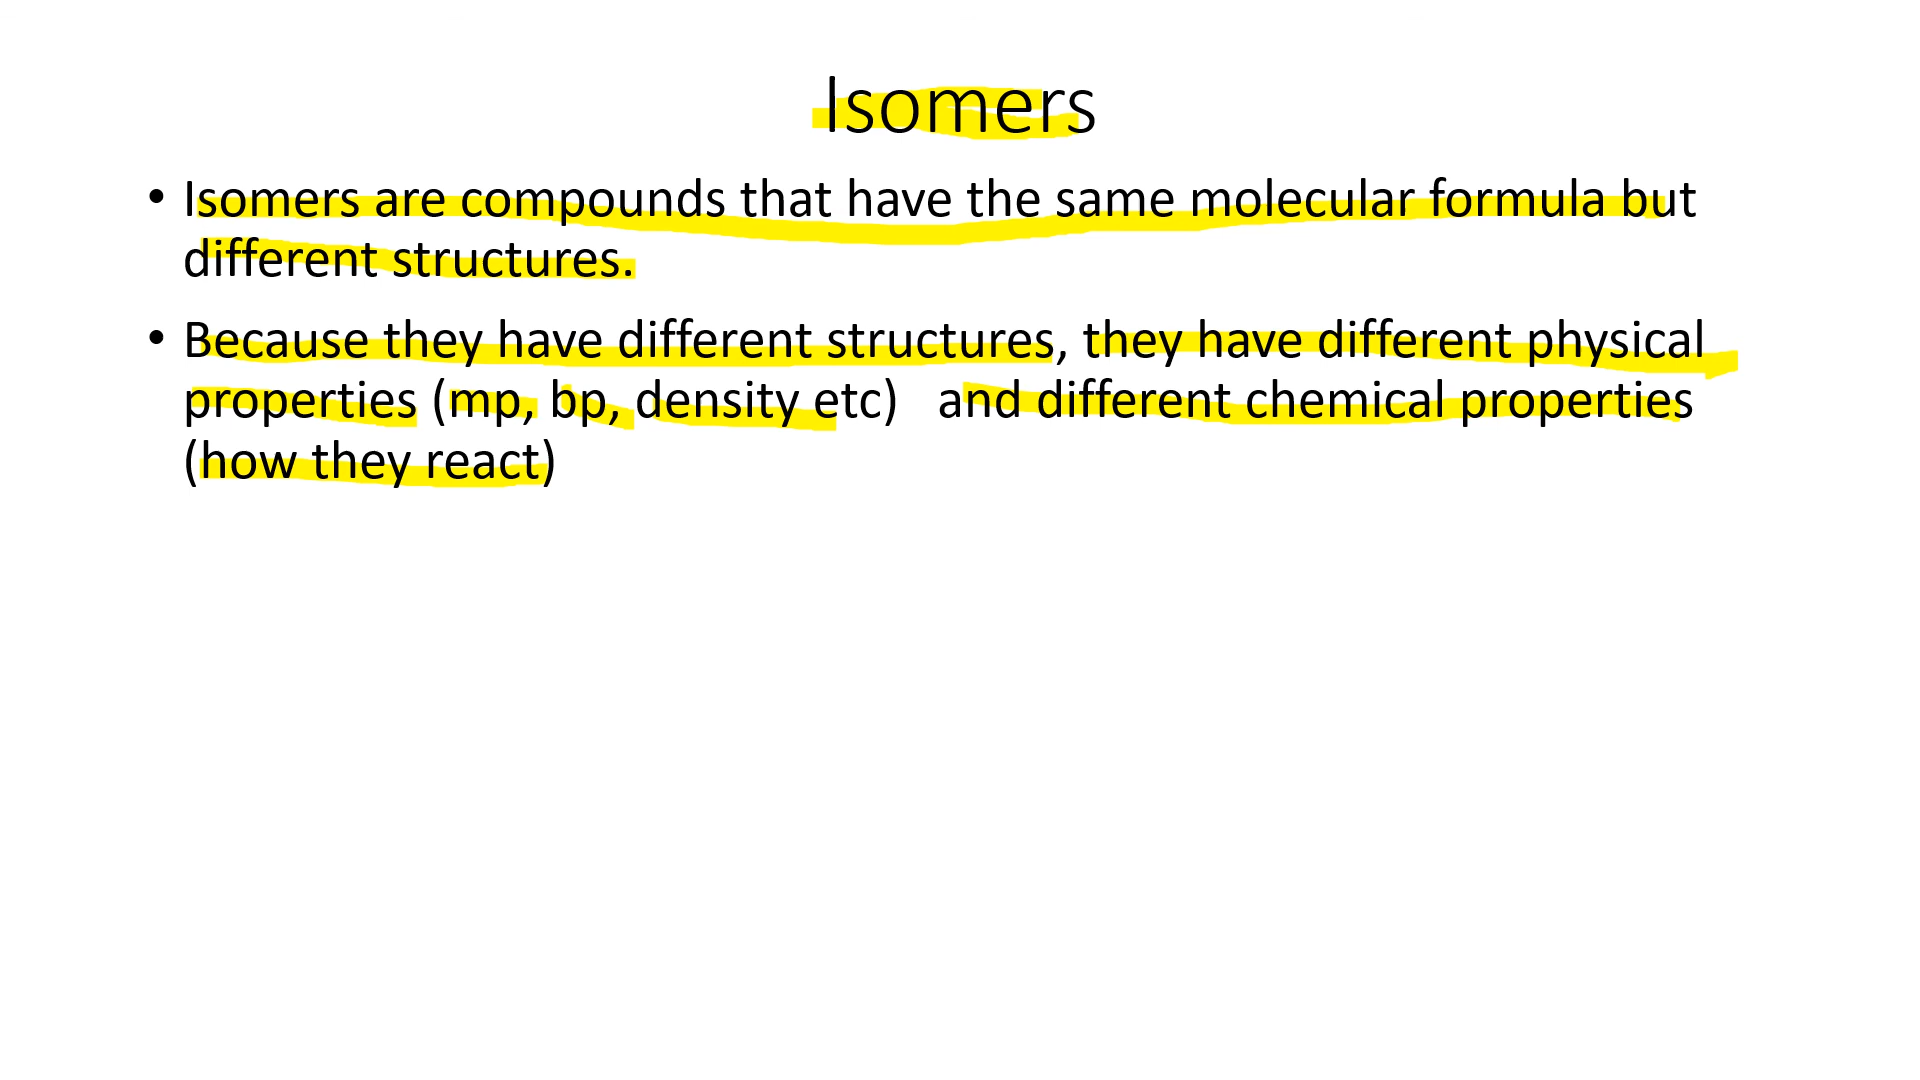 Isomers
• Isomers are compounds that have the same molecular formula but
different structures.
• Because they have different structures, they have different physical
properties (mp, bp, density etc)   and different chemical properties
(how they react)